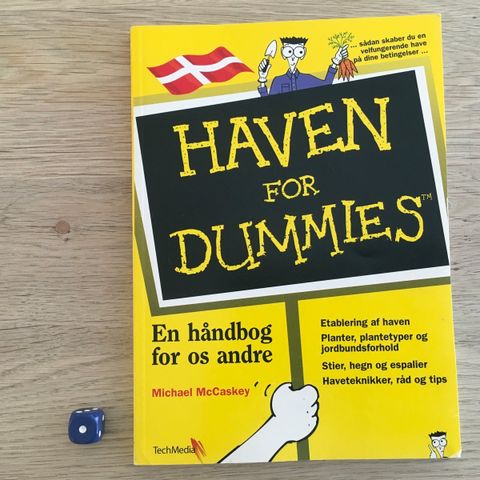 ... sådan skaber du en
velfungerende have
på dine betingelser ...
HAVEN
FOR
DUMMIES™
En håndbog
for os andre
Michael McCaskey
Etablering af haven
Planter, plantetyper og
jordbundsforhold
Stier, hegn og espalier
Haveteknikker, råd og tips
TechMedia